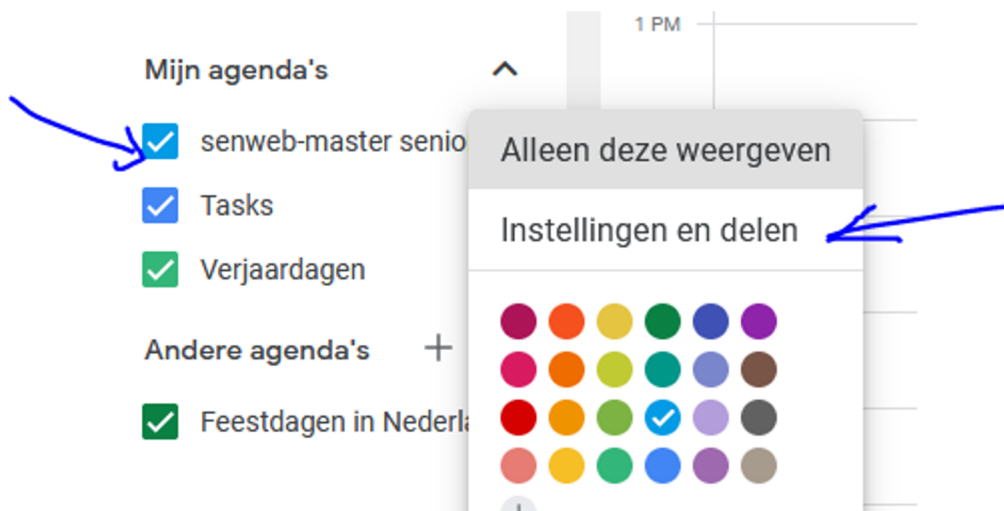 1 PM
Mijn agenda's
senweb-master senio
Tasks
Verjaardagen
Andere agenda's
Feestdagen in Nederla
Alleen deze weergeven
Instellingen en delen